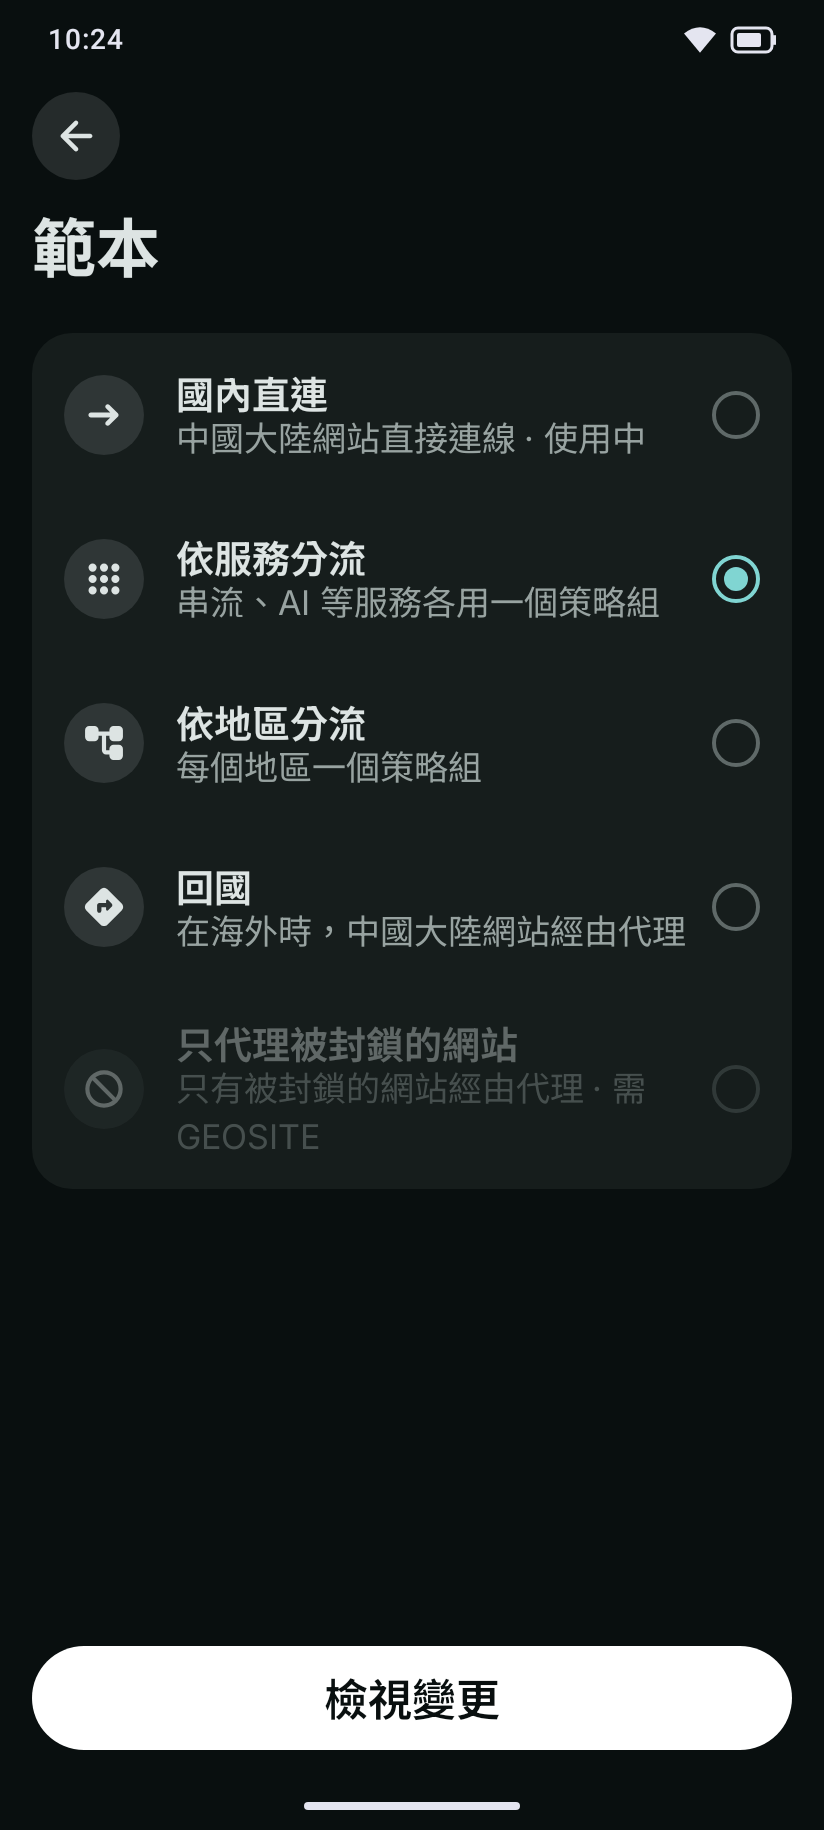 10:24
範本
國內直連
中國大陸網站直接連線 · 使用中
依服務分流
串流、AI 等服務各用一個策略組
依地區分流
每個地區一個策略組
回國
在海外時，中國大陸網站經由代理
只代理被封鎖的網站
只有被封鎖的網站經由代理 · 需
GEOSITE
檢視變更